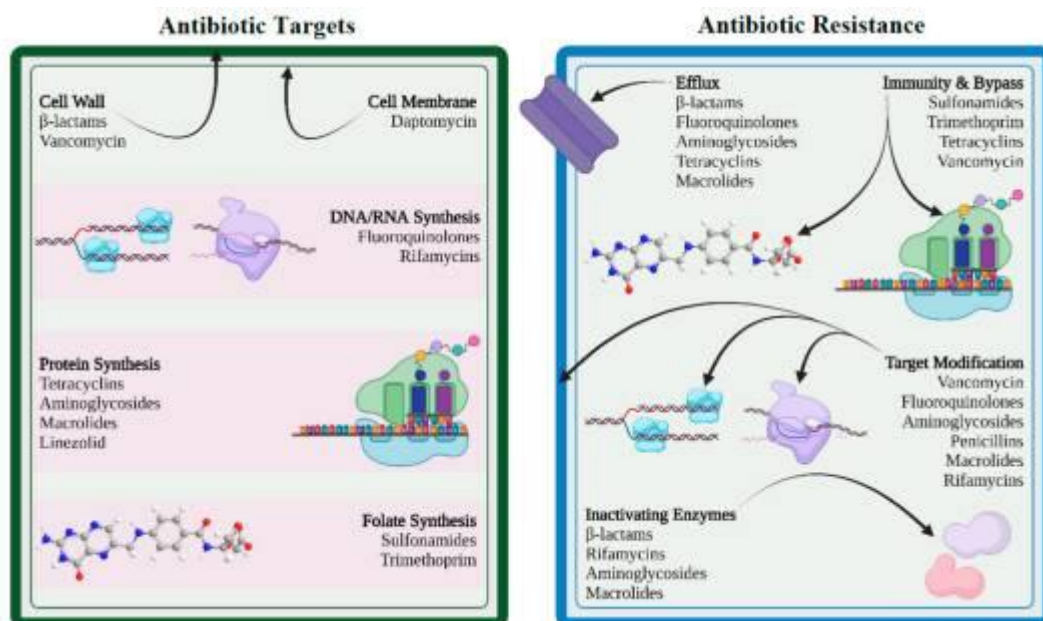 Antibiotic Targets
Cell Wall
β-lactams
Vancomycin
Cell Membrane
Daptomycin
DNA/RNA Synthesis
Fluoroquinolones
Rifamycins
Protein Synthesis
Tetracyclins
Aminoglycosides
Macrolides
Linezolid
Folate Synthesis
Sulfonamides
Trimethoprim
Antibiotic Resistance
Efflux
β-lactams
Fluoroquinolones
Aminoglycosides
Tetracyclins
Macrolides
Immunity & Bypass
Sulfonamides
Trimethoprim
Tetracyclins
Vancomycin
Target Modification
Vancomycin
Fluoroquinolones
Aminoglycosides
Penicillins
Macrolides
Rifamycins
Inactivating Enzymes
β-lactams
Rifamycins
Aminoglycosides
Macrolides